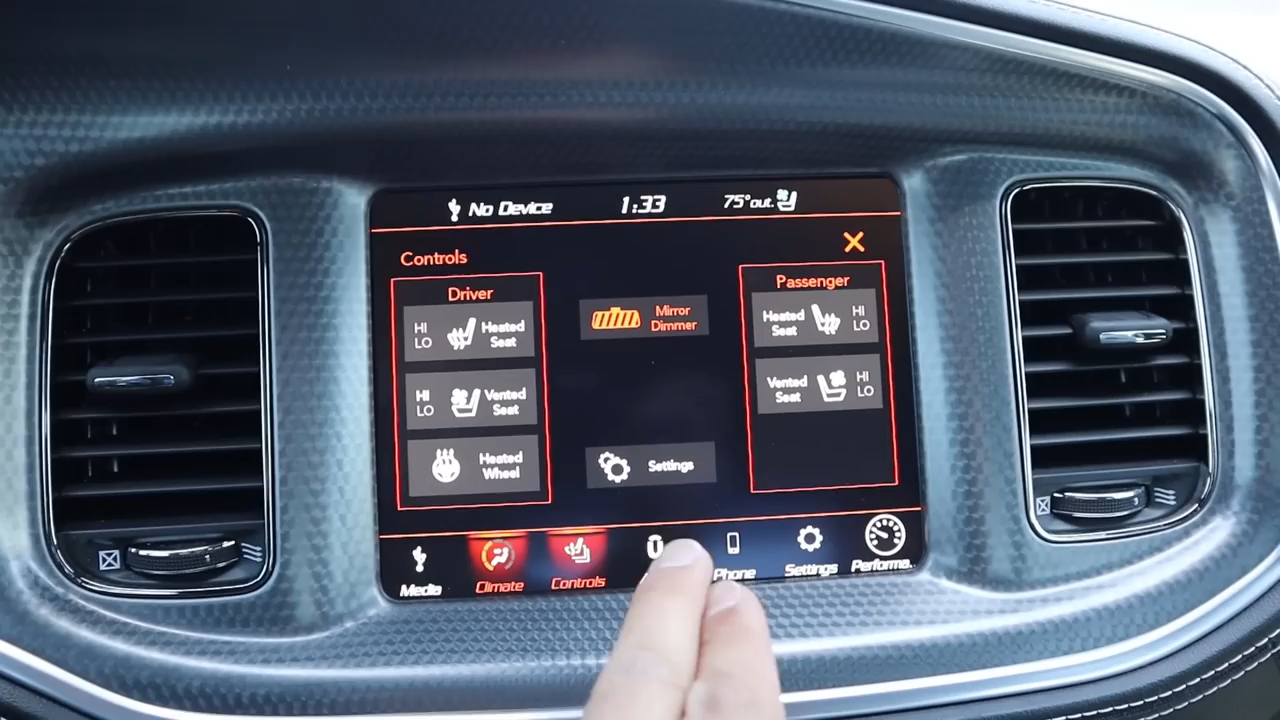 No Device 1:33 75°out.
Controls
Driver
HI
LO
Heated
Seat
HI
LO
Vented
Seat
Heated
Wheel
Mirror
Dimmer
Settings
Passenger
Heated
Seat
HI
LO
Vented
Seat
HI
LO
Media Climate Controls Phone Settings Performa..